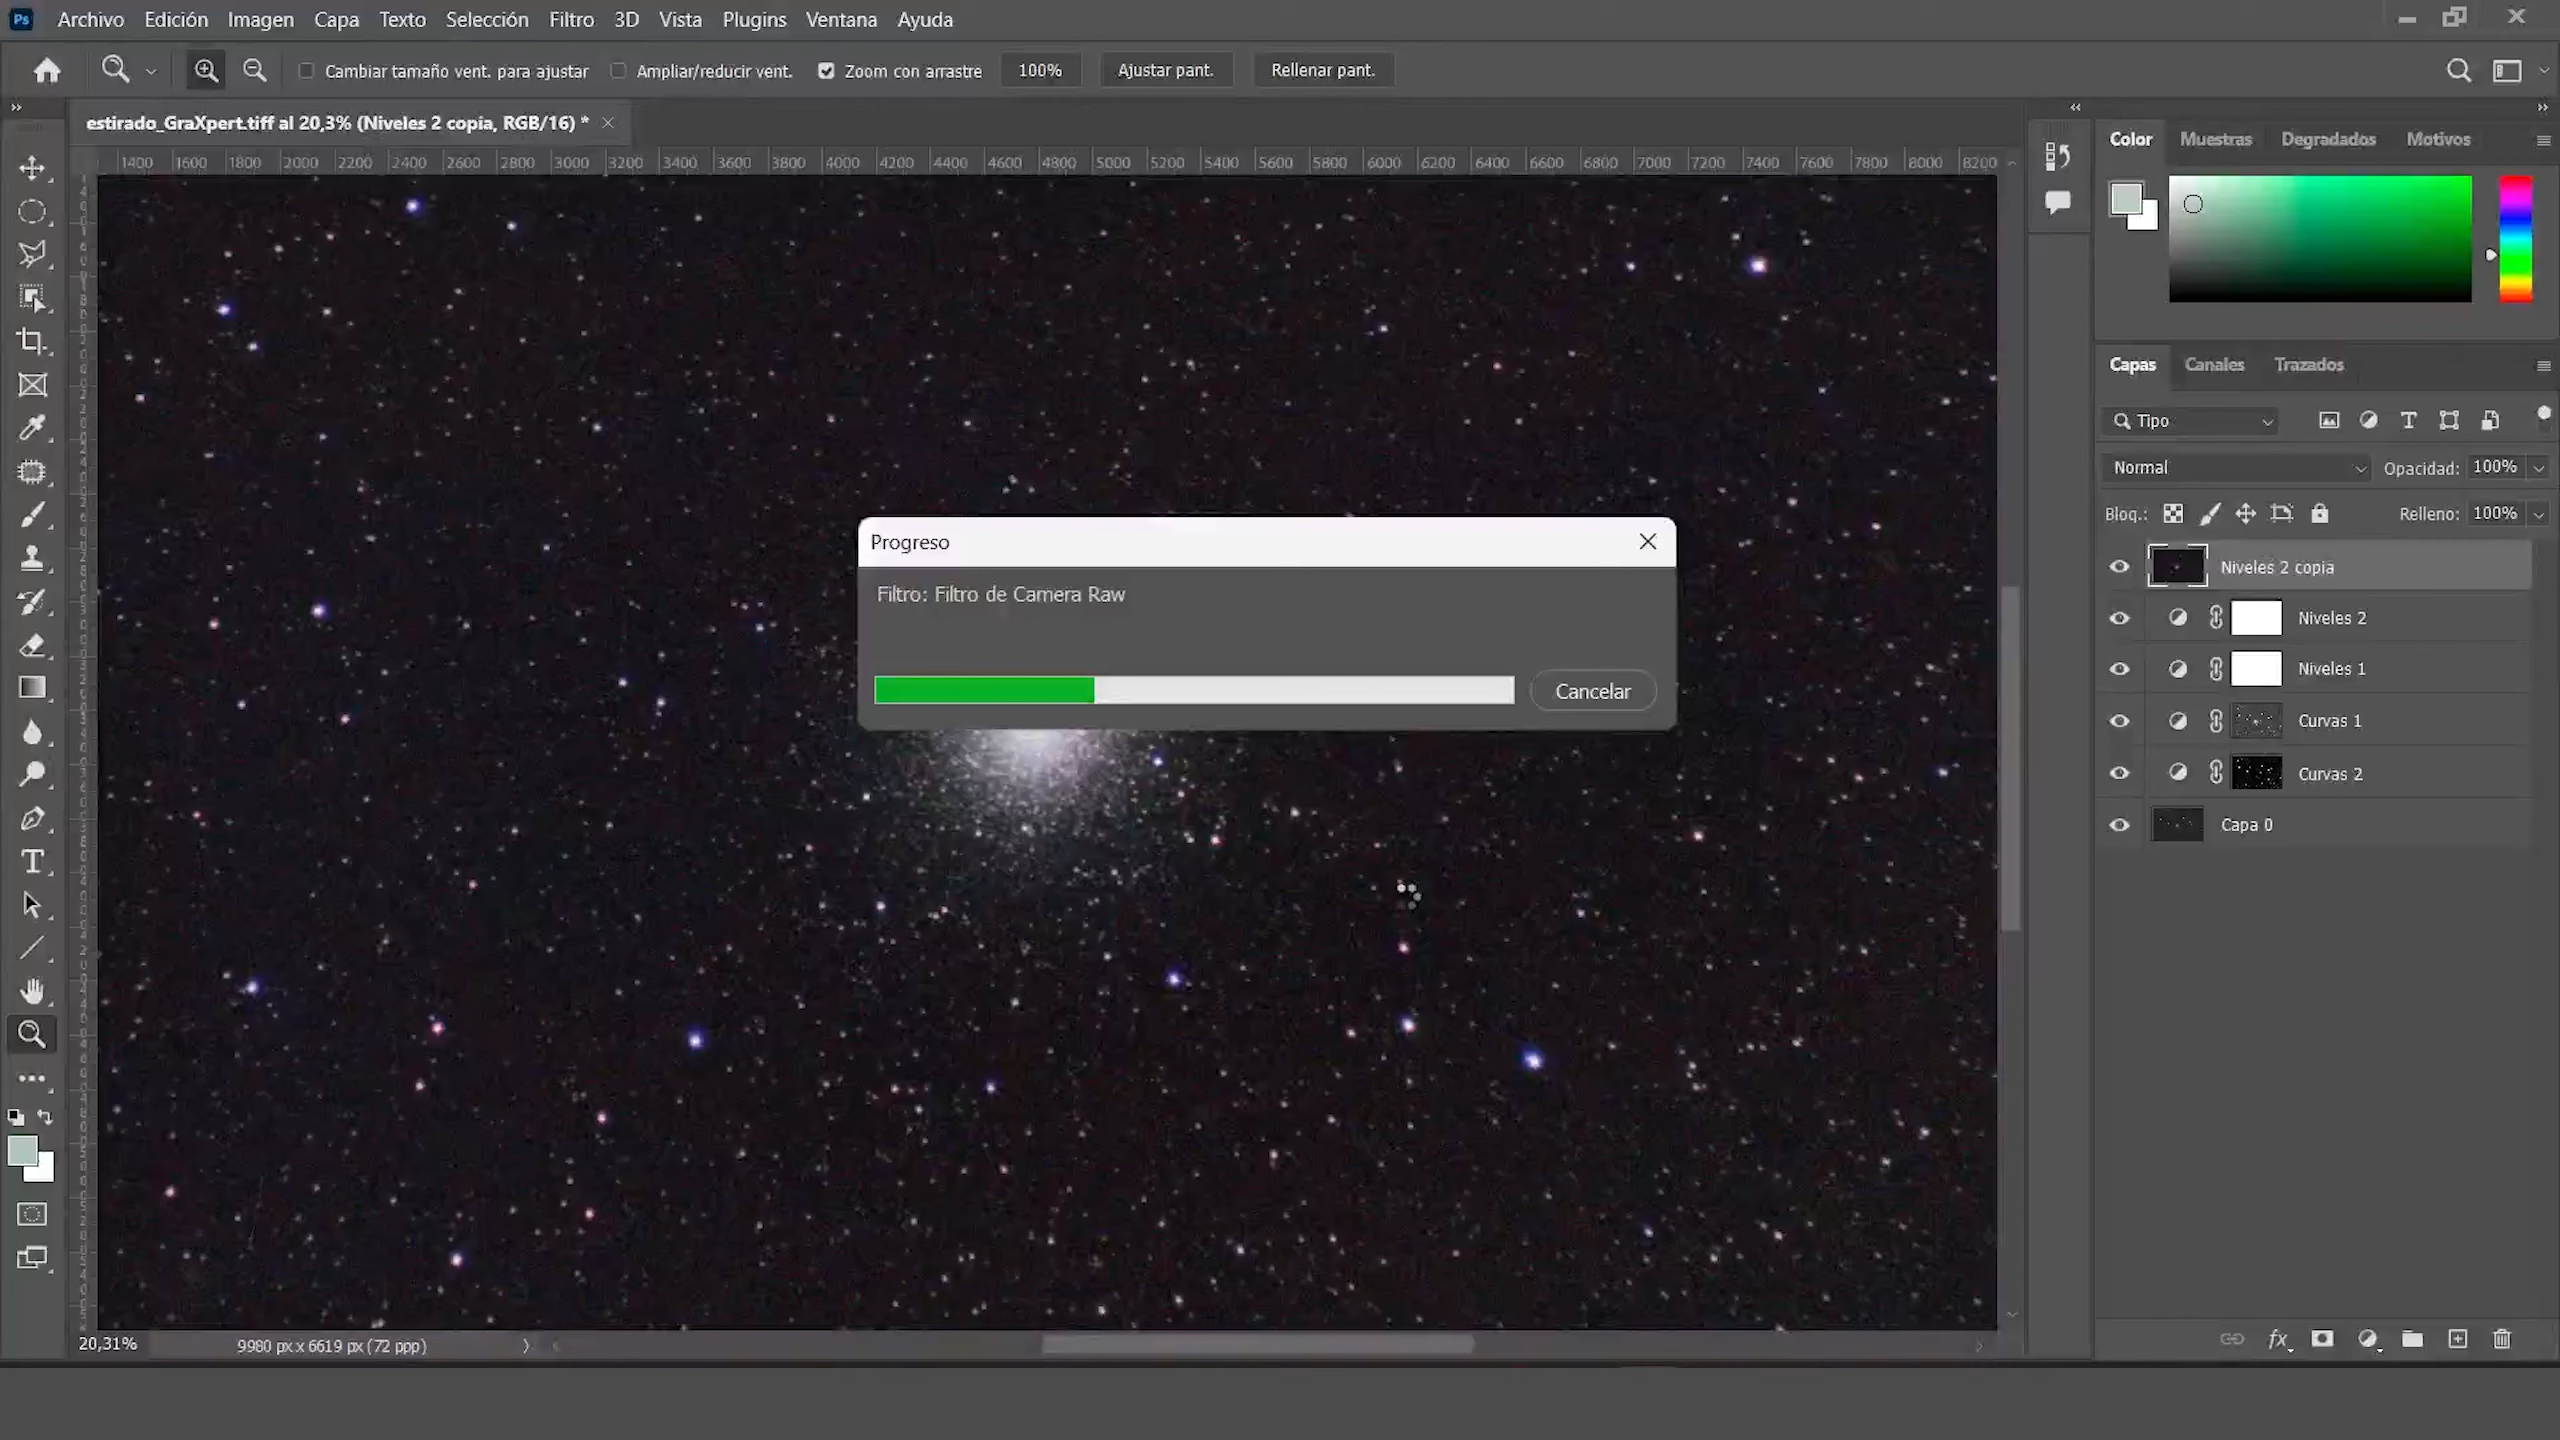 Ps Archivo Edición Imagen Capa Texto Selección Filtro 3D Vista Plugins Ventana Ayuda
Cambiar tamaño vent. para ajustar Ampliar/reducir vent. Zoom con arrastre 100% Ajustar pant. Rellenar pant.
estirado_GraXpert.tiff al 20,3% (Niveles 2 copia, RGB/16) *
1400 1600 1800 2000 2200 2400 2600 2800 3000 3200 3400 3600 3800 4000 4200 4400 4600 4800 5000 5200 5400 5600 5800 6000 6200 6400 6600 6800 7000 7200 7400 7600 7800 8000 8200
Color Muestras Degradados Motivos
Capas Canales Trazados
Tipo
Normal Opacidad: 100%
Bloq.: Relleno: 100%
Niveles 2 copia
Niveles 2
Niveles 1
Curvas 1
Curvas 2
Capa 0
Progreso
Filtro: Filtro de Camera Raw
Cancelar
20,31% 9980 px x 6619 px (72 ppp)
fx